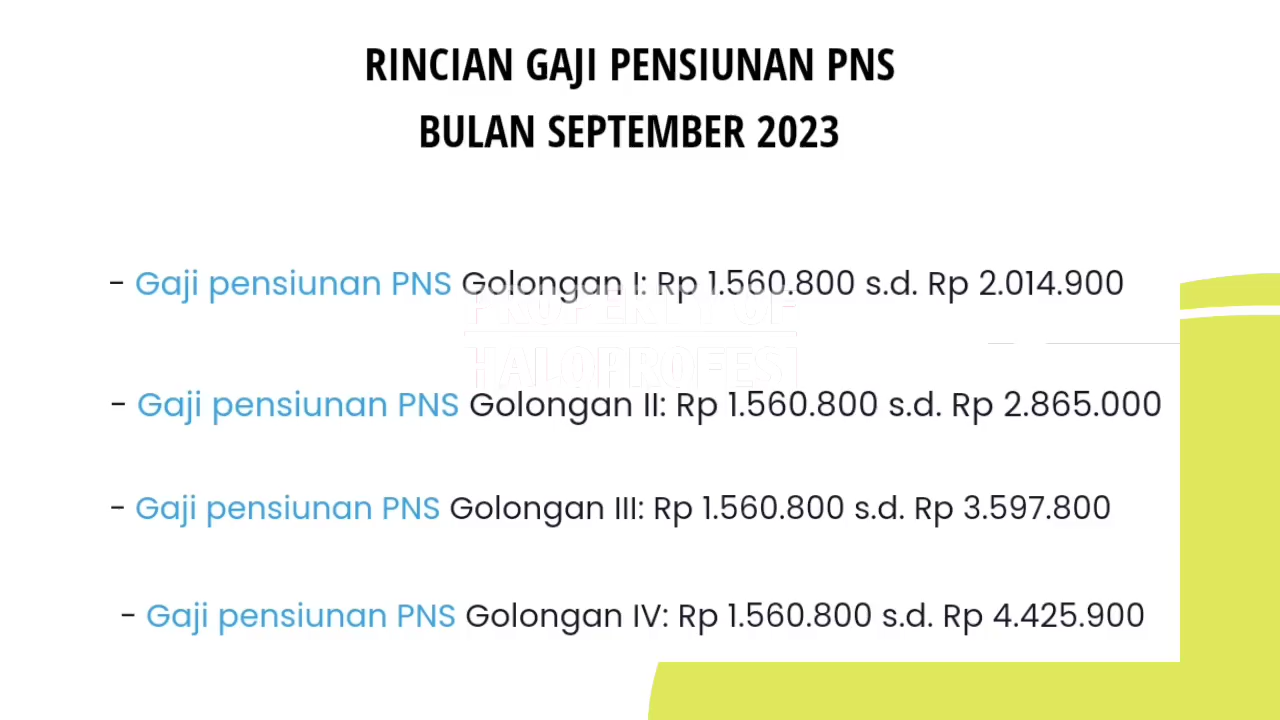 RINCIAN GAJI PENSIUNAN PNS
BULAN SEPTEMBER 2023
- Gaji pensiunan PNS Golongan I: Rp 1.560.800 s.d. Rp 2.014.900
PROPERTY OF
HALOPROFESI
- Gaji pensiunan PNS Golongan II: Rp 1.560.800 s.d. Rp 2.865.000
- Gaji pensiunan PNS Golongan III: Rp 1.560.800 s.d. Rp 3.597.800
- Gaji pensiunan PNS Golongan IV: Rp 1.560.800 s.d. Rp 4.425.900